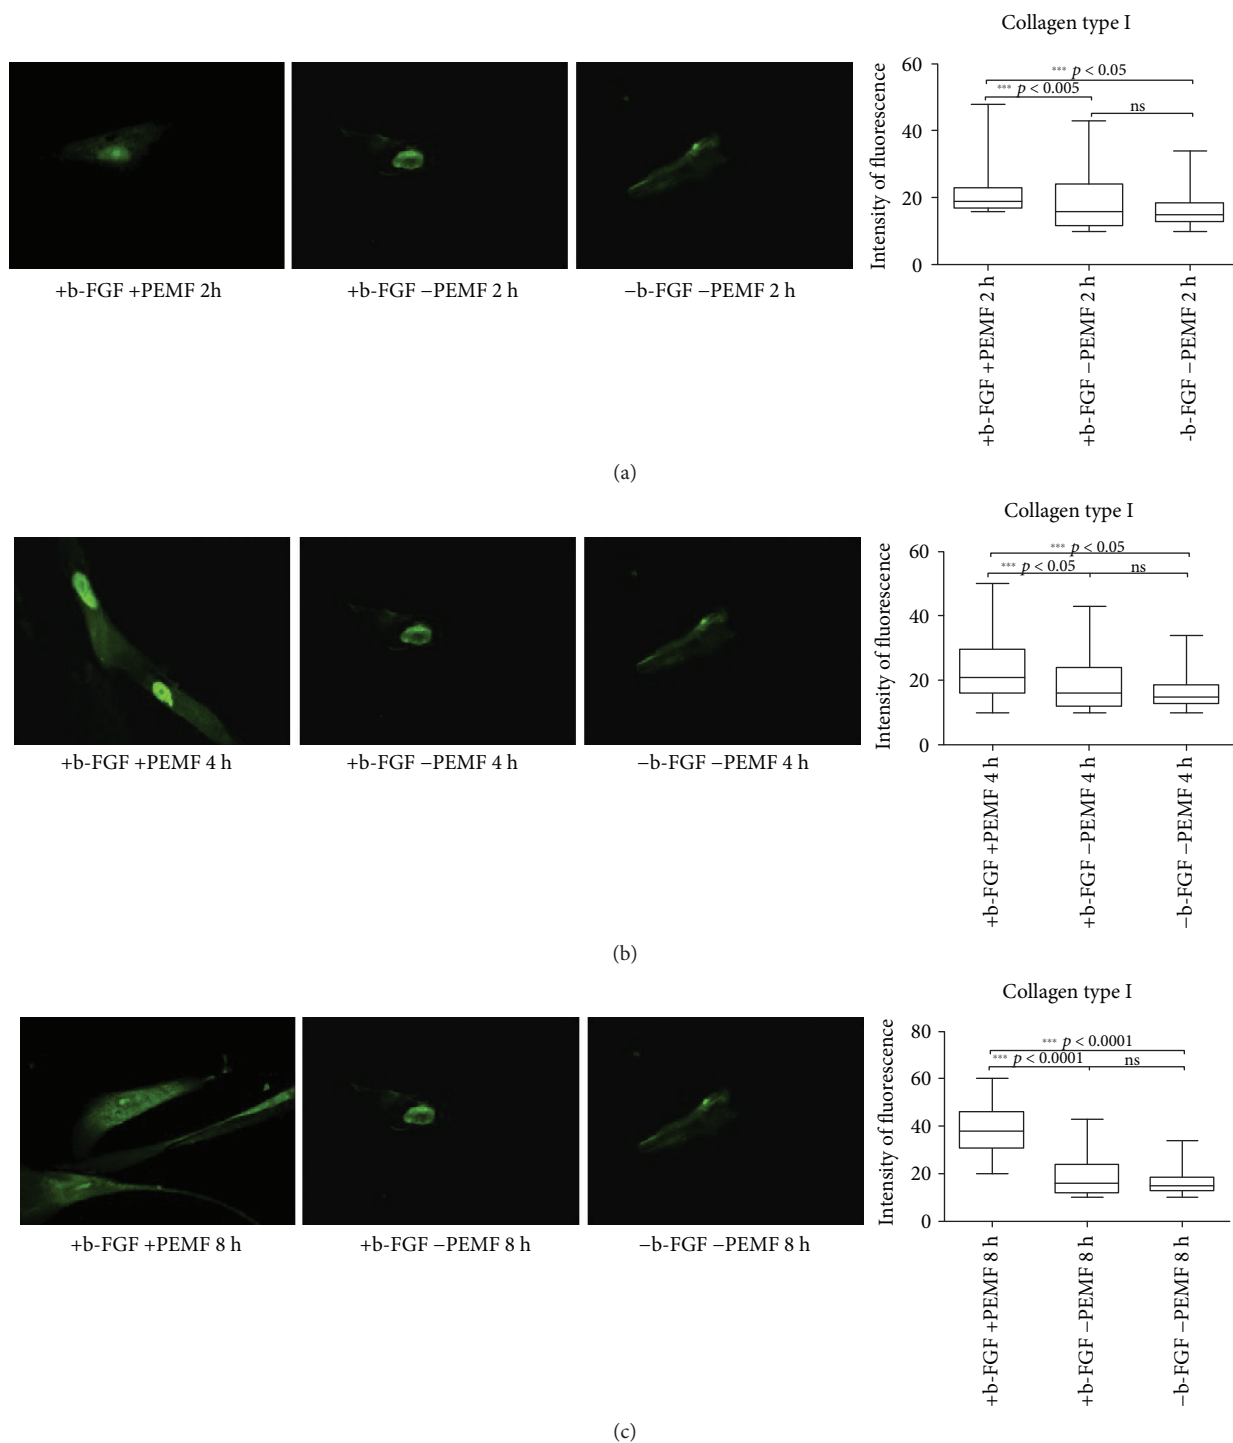 Collagen type I
60
40
20
0
Intensity of fluorescence
*** p < 0.05
*** p < 0.005
ns
+b-FGF +PEMF 2 h
+b-FGF −PEMF 2 h
-b-FGF −PEMF 2 h
+b-FGF +PEMF 2h
+b-FGF −PEMF 2 h
−b-FGF −PEMF 2 h
(a)
Collagen type I
60
40
20
0
Intensity of fluorescence
*** p < 0.05
*** p < 0.05
ns
+b-FGF +PEMF 4 h
+b-FGF −PEMF 4 h
−b-FGF −PEMF 4 h
+b-FGF +PEMF 4 h
+b-FGF −PEMF 4 h
−b-FGF −PEMF 4 h
(b)
Collagen type I
80
60
40
20
0
Intensity of fluorescence
*** p < 0.0001
*** p < 0.0001
ns
+b-FGF +PEMF 8 h
+b-FGF −PEMF 8 h
−b-FGF −PEMF 8 h
+b-FGF +PEMF 8 h
+b-FGF −PEMF 8 h
−b-FGF −PEMF 8 h
(c)